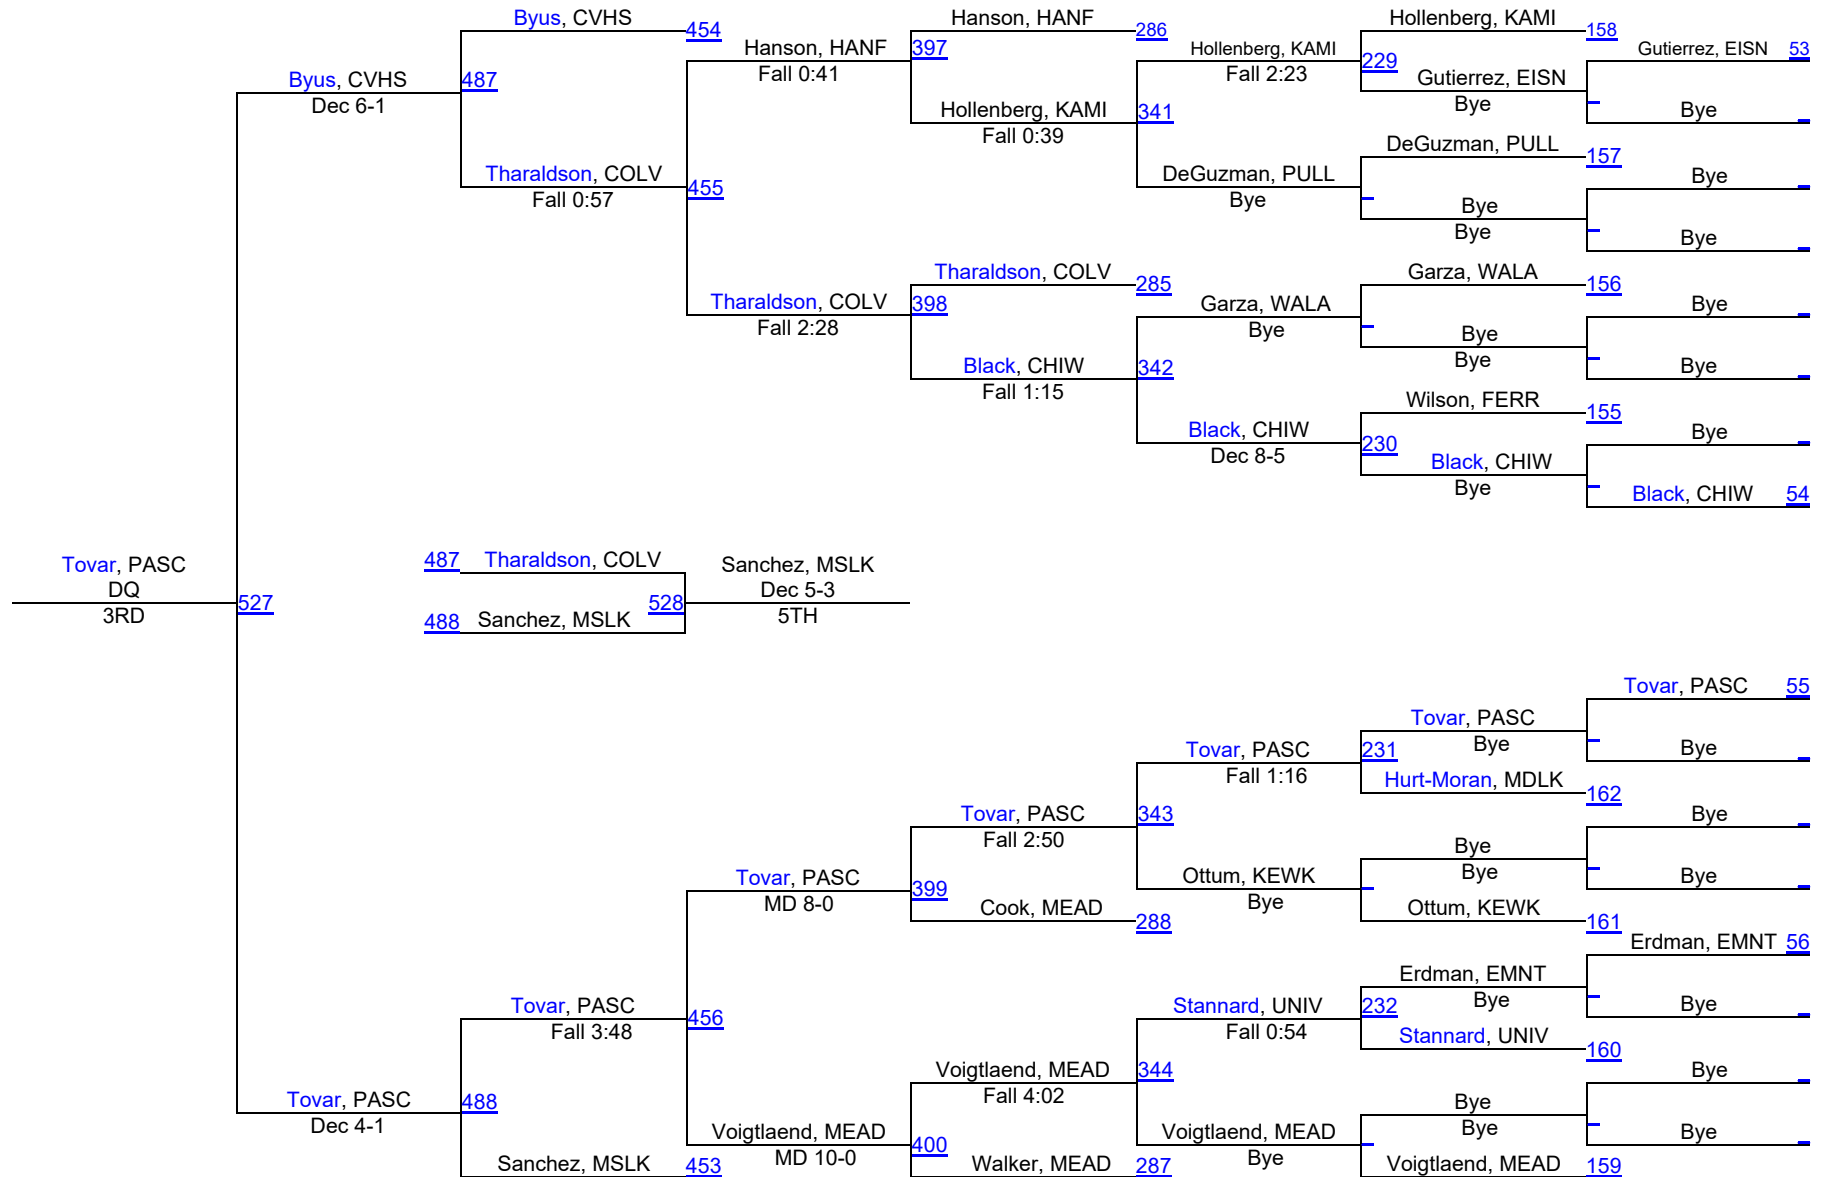 Byus, CVHS 454
Hanson, HANF 286
Hollenberg, KAMI 158
Hanson, HANF 397
Hollenberg, KAMI
Gutierrez, EISN 53
Byus, CVHS 487
Fall 0:41
Fall 2:23
229
Gutierrez, EISN
Dec 6-1
Hollenberg, KAMI 341
Bye
Bye
Fall 0:39
DeGuzman, PULL 157
Tharaldson, COLV 455
DeGuzman, PULL
Bye
Fall 0:57
Bye
Bye
Bye
Bye
Tharaldson, COLV 285
Garza, WALA 156
Tharaldson, COLV 398
Garza, WALA
Bye
Fall 2:28
Bye
Bye
Bye
Black, CHIW 342
Bye
Fall 1:15
Wilson, FERR 155
Black, CHIW 230
Bye
Dec 8-5
Black, CHIW
Bye
Black, CHIW 54
Tovar, PASC
487 Tharaldson, COLV
Sanchez, MSLK
DQ
Dec 5-3
527
528
3RD
488 Sanchez, MSLK
5TH
Tovar, PASC 55
Tovar, PASC
Tovar, PASC 231
Bye
Bye
Fall 1:16
Hurt-Moran, MDLK 162
Tovar, PASC 343
Bye
Fall 2:50
Bye
Tovar, PASC 399
Ottum, KEWK
Bye
Bye
MD 8-0
Cook, MEAD 288
Bye
Ottum, KEWK 161
Erdman, EMNT 56
Erdman, EMNT
Tovar, PASC 456
Stannard, UNIV 232
Bye
Bye
Fall 3:48
Fall 0:54
Stannard, UNIV 160
Voigtlaend, MEAD 344
Bye
Tovar, PASC 488
Fall 4:02
Bye
Dec 4-1
Voigtlaend, MEAD 400
Voigtlaend, MEAD
Bye
Bye
MD 10-0
Bye
Sanchez, MSLK 453
Walker, MEAD 287
Voigtlaend, MEAD 159